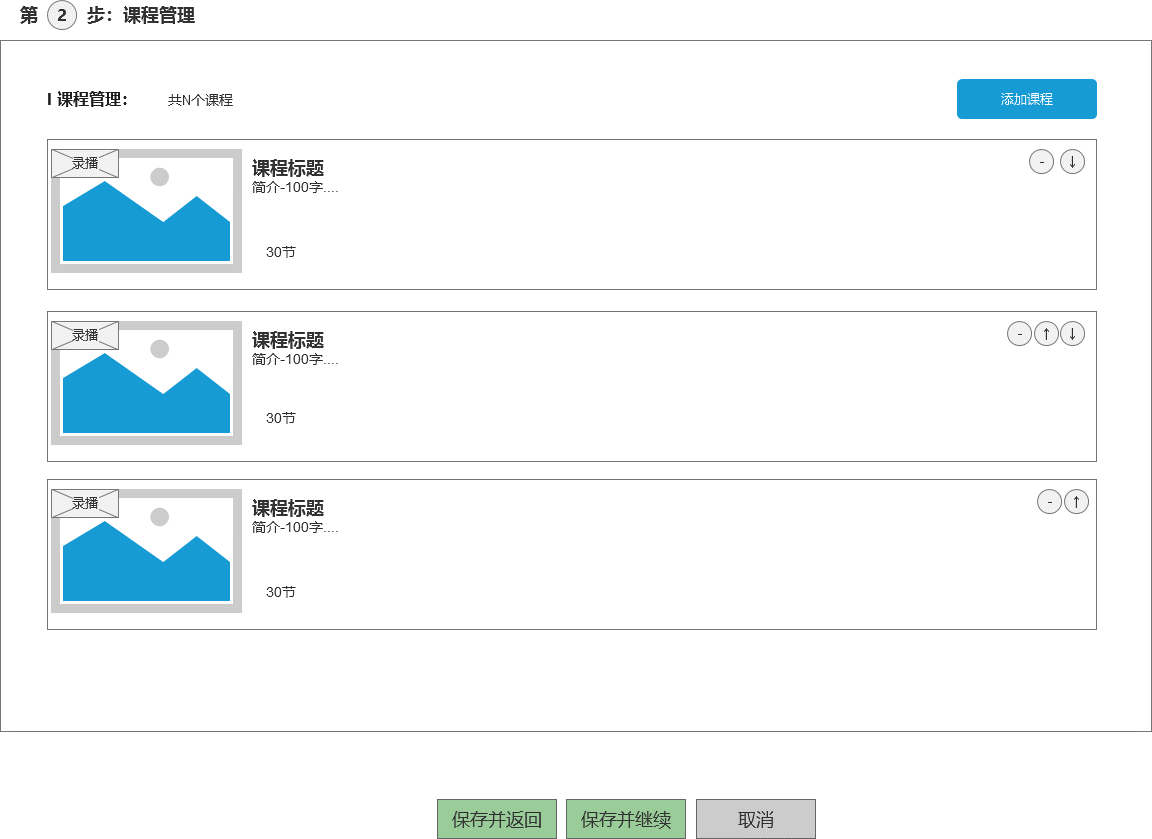 第 2 步：课程管理
I 课程管理：
共N个课程
添加课程
录播
课程标题
简介-100字....
30节
- ↓
录播
课程标题
简介-100字....
30节
- ↑ ↓
录播
课程标题
简介-100字....
30节
- ↑
保存并返回
保存并继续
取消